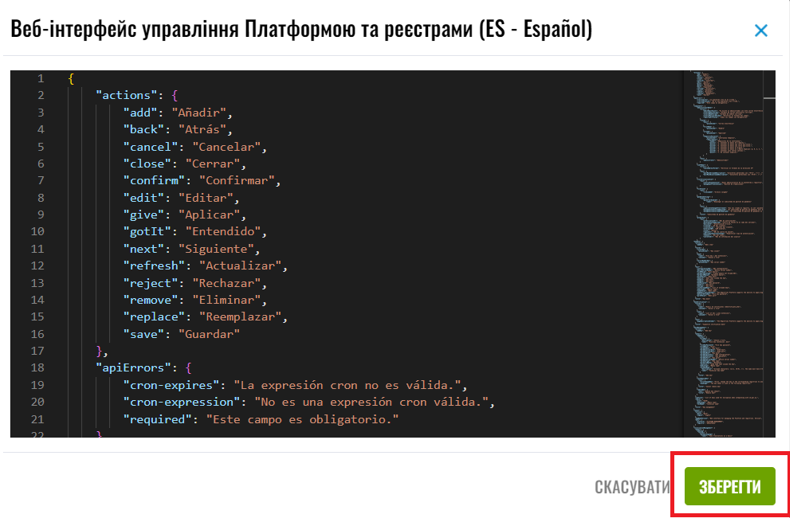 Веб-інтерфейс управління Платформою та реєстрами (ES - Español)
1 {
2 "actions": {
3 "add": "Añadir",
4 "back": "Atrás",
5 "cancel": "Cancelar",
6 "close": "Cerrar",
7 "confirm": "Confirmar",
8 "edit": "Editar",
9 "give": "Aplicar",
10 "gotIt": "Entendido",
11 "next": "Siguiente",
12 "refresh": "Actualizar",
13 "reject": "Rechazar",
14 "remove": "Eliminar",
15 "replace": "Reemplazar",
16 "save": "Guardar"
17 },
18 "apiErrors": {
19 "cron-expires": "La expresión cron no es válida.",
20 "cron-expression": "No es una expresión cron válida.",
21 "required": "Este campo es obligatorio."
22 }
СКАСУВАТИ ЗБЕРЕГТИ